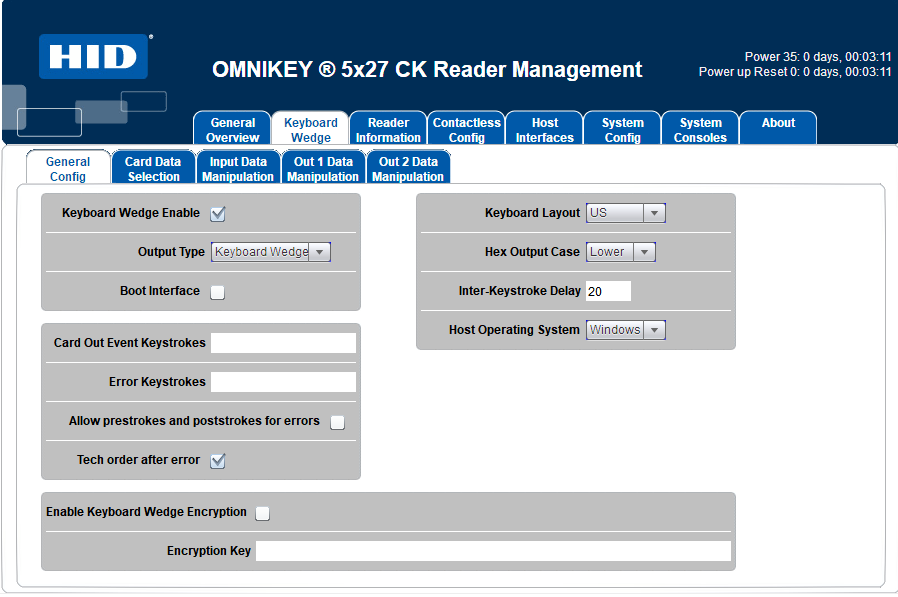 HID®
OMNIKEY ® 5x27 CK Reader Management
Power 35: 0 days, 00:03:11
Power up Reset 0: 0 days, 00:03:11
General Overview
Keyboard Wedge
Reader Information
Contactless Config
Host Interfaces
System Config
System Consoles
About
General Config
Card Data Selection
Input Data Manipulation
Out 1 Data Manipulation
Out 2 Data Manipulation
Keyboard Wedge Enable
Output Type Keyboard Wedge
Boot Interface
Card Out Event Keystrokes
Error Keystrokes
Allow prestrokes and poststrokes for errors
Tech order after error
Keyboard Layout US
Hex Output Case Lower
Inter-Keystroke Delay 20
Host Operating System Windows
Enable Keyboard Wedge Encryption
Encryption Key